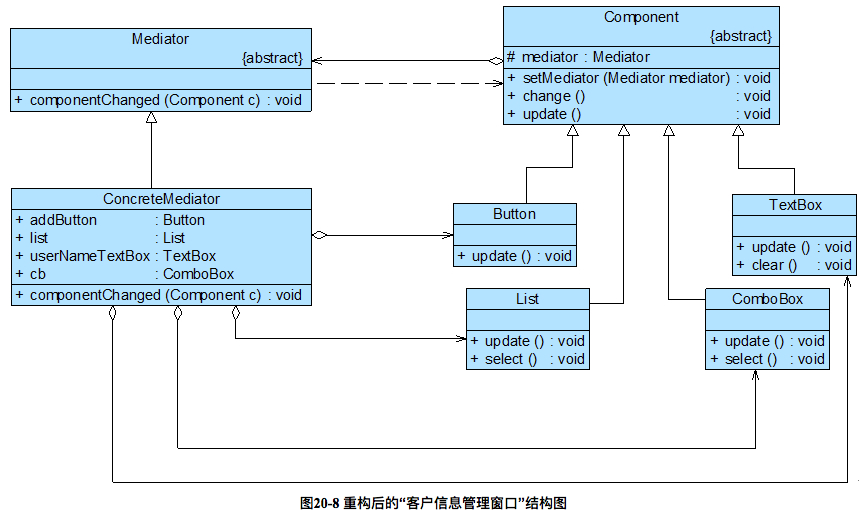 Mediator
{abstract}
+ componentChanged (Component c) : void
Component
{abstract}
# mediator : Mediator
+ setMediator (Mediator mediator) : void
+ change () : void
+ update () : void
ConcreteMediator
+ addButton : Button
+ list : List
+ userNameTextBox : TextBox
+ cb : ComboBox
+ componentChanged (Component c) : void
Button
+ update () : void
TextBox
+ update () : void
+ clear () : void
List
+ update () : void
+ select () : void
ComboBox
+ update () : void
+ select () : void
图20-8 重构后的“客户信息管理窗口”结构图